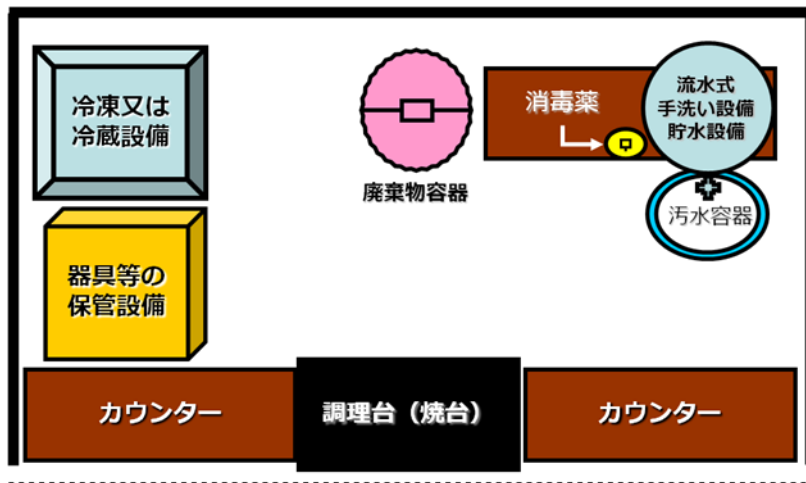 冷凍又は
冷蔵設備
廃棄物容器
消毒薬
流水式
手洗い設備
貯水設備
汚水容器
器具等の
保管設備
カウンター
調理台（焼台）
カウンター